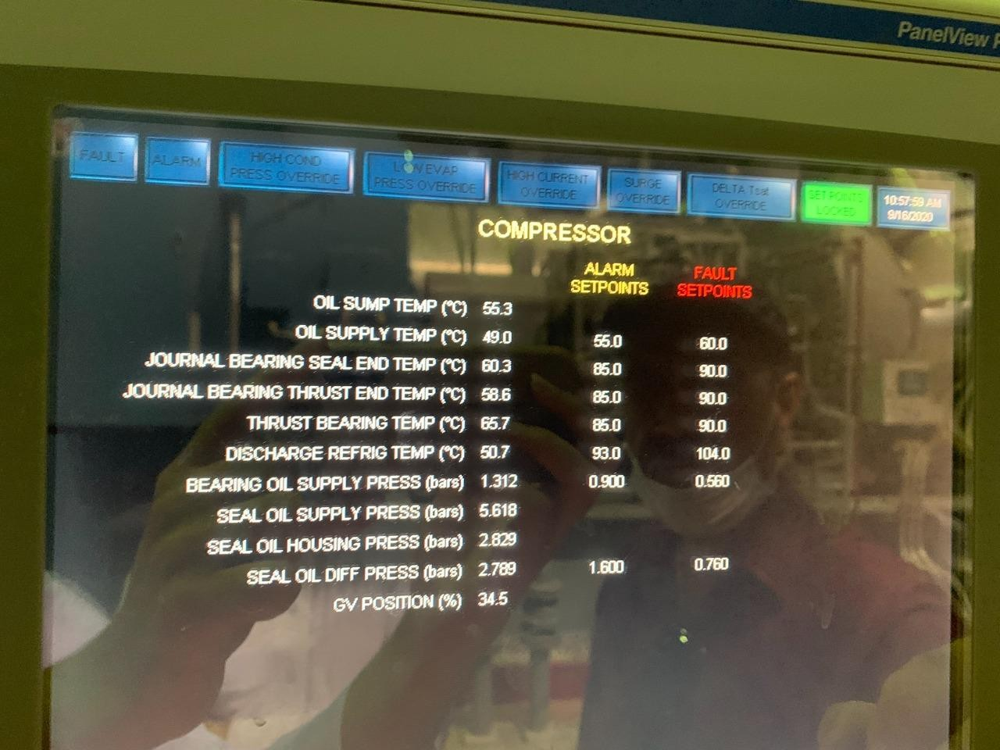 PanelView
FAULT
ALARM
HIGH COND
PRESS OVERRIDE
LOW EVAP
PRESS OVERRIDE
HIGH CURRENT
OVERRIDE
SURGE
OVERRIDE
DELTA Tsat
OVERRIDE
SETPOINTS
LOCKED
10:57:59 AM
9/16/2020
COMPRESSOR
ALARM
SETPOINTS
FAULT
SETPOINTS
OIL SUMP TEMP (°C) 55.3
OIL SUPPLY TEMP (°C) 49.0 55.0 60.0
JOURNAL BEARING SEAL END TEMP (°C) 60.3 85.0 90.0
JOURNAL BEARING THRUST END TEMP (°C) 58.6 85.0 90.0
THRUST BEARING TEMP (°C) 65.7 85.0 90.0
DISCHARGE REFRIG TEMP (°C) 50.7 93.0 104.0
BEARING OIL SUPPLY PRESS (bars) 1.312 0.900 0.560
SEAL OIL SUPPLY PRESS (bars) 5.618
SEAL OIL HOUSING PRESS (bars) 2.829
SEAL OIL DIFF PRESS (bars) 2.789 1.600 0.760
GV POSITION (%) 34.5